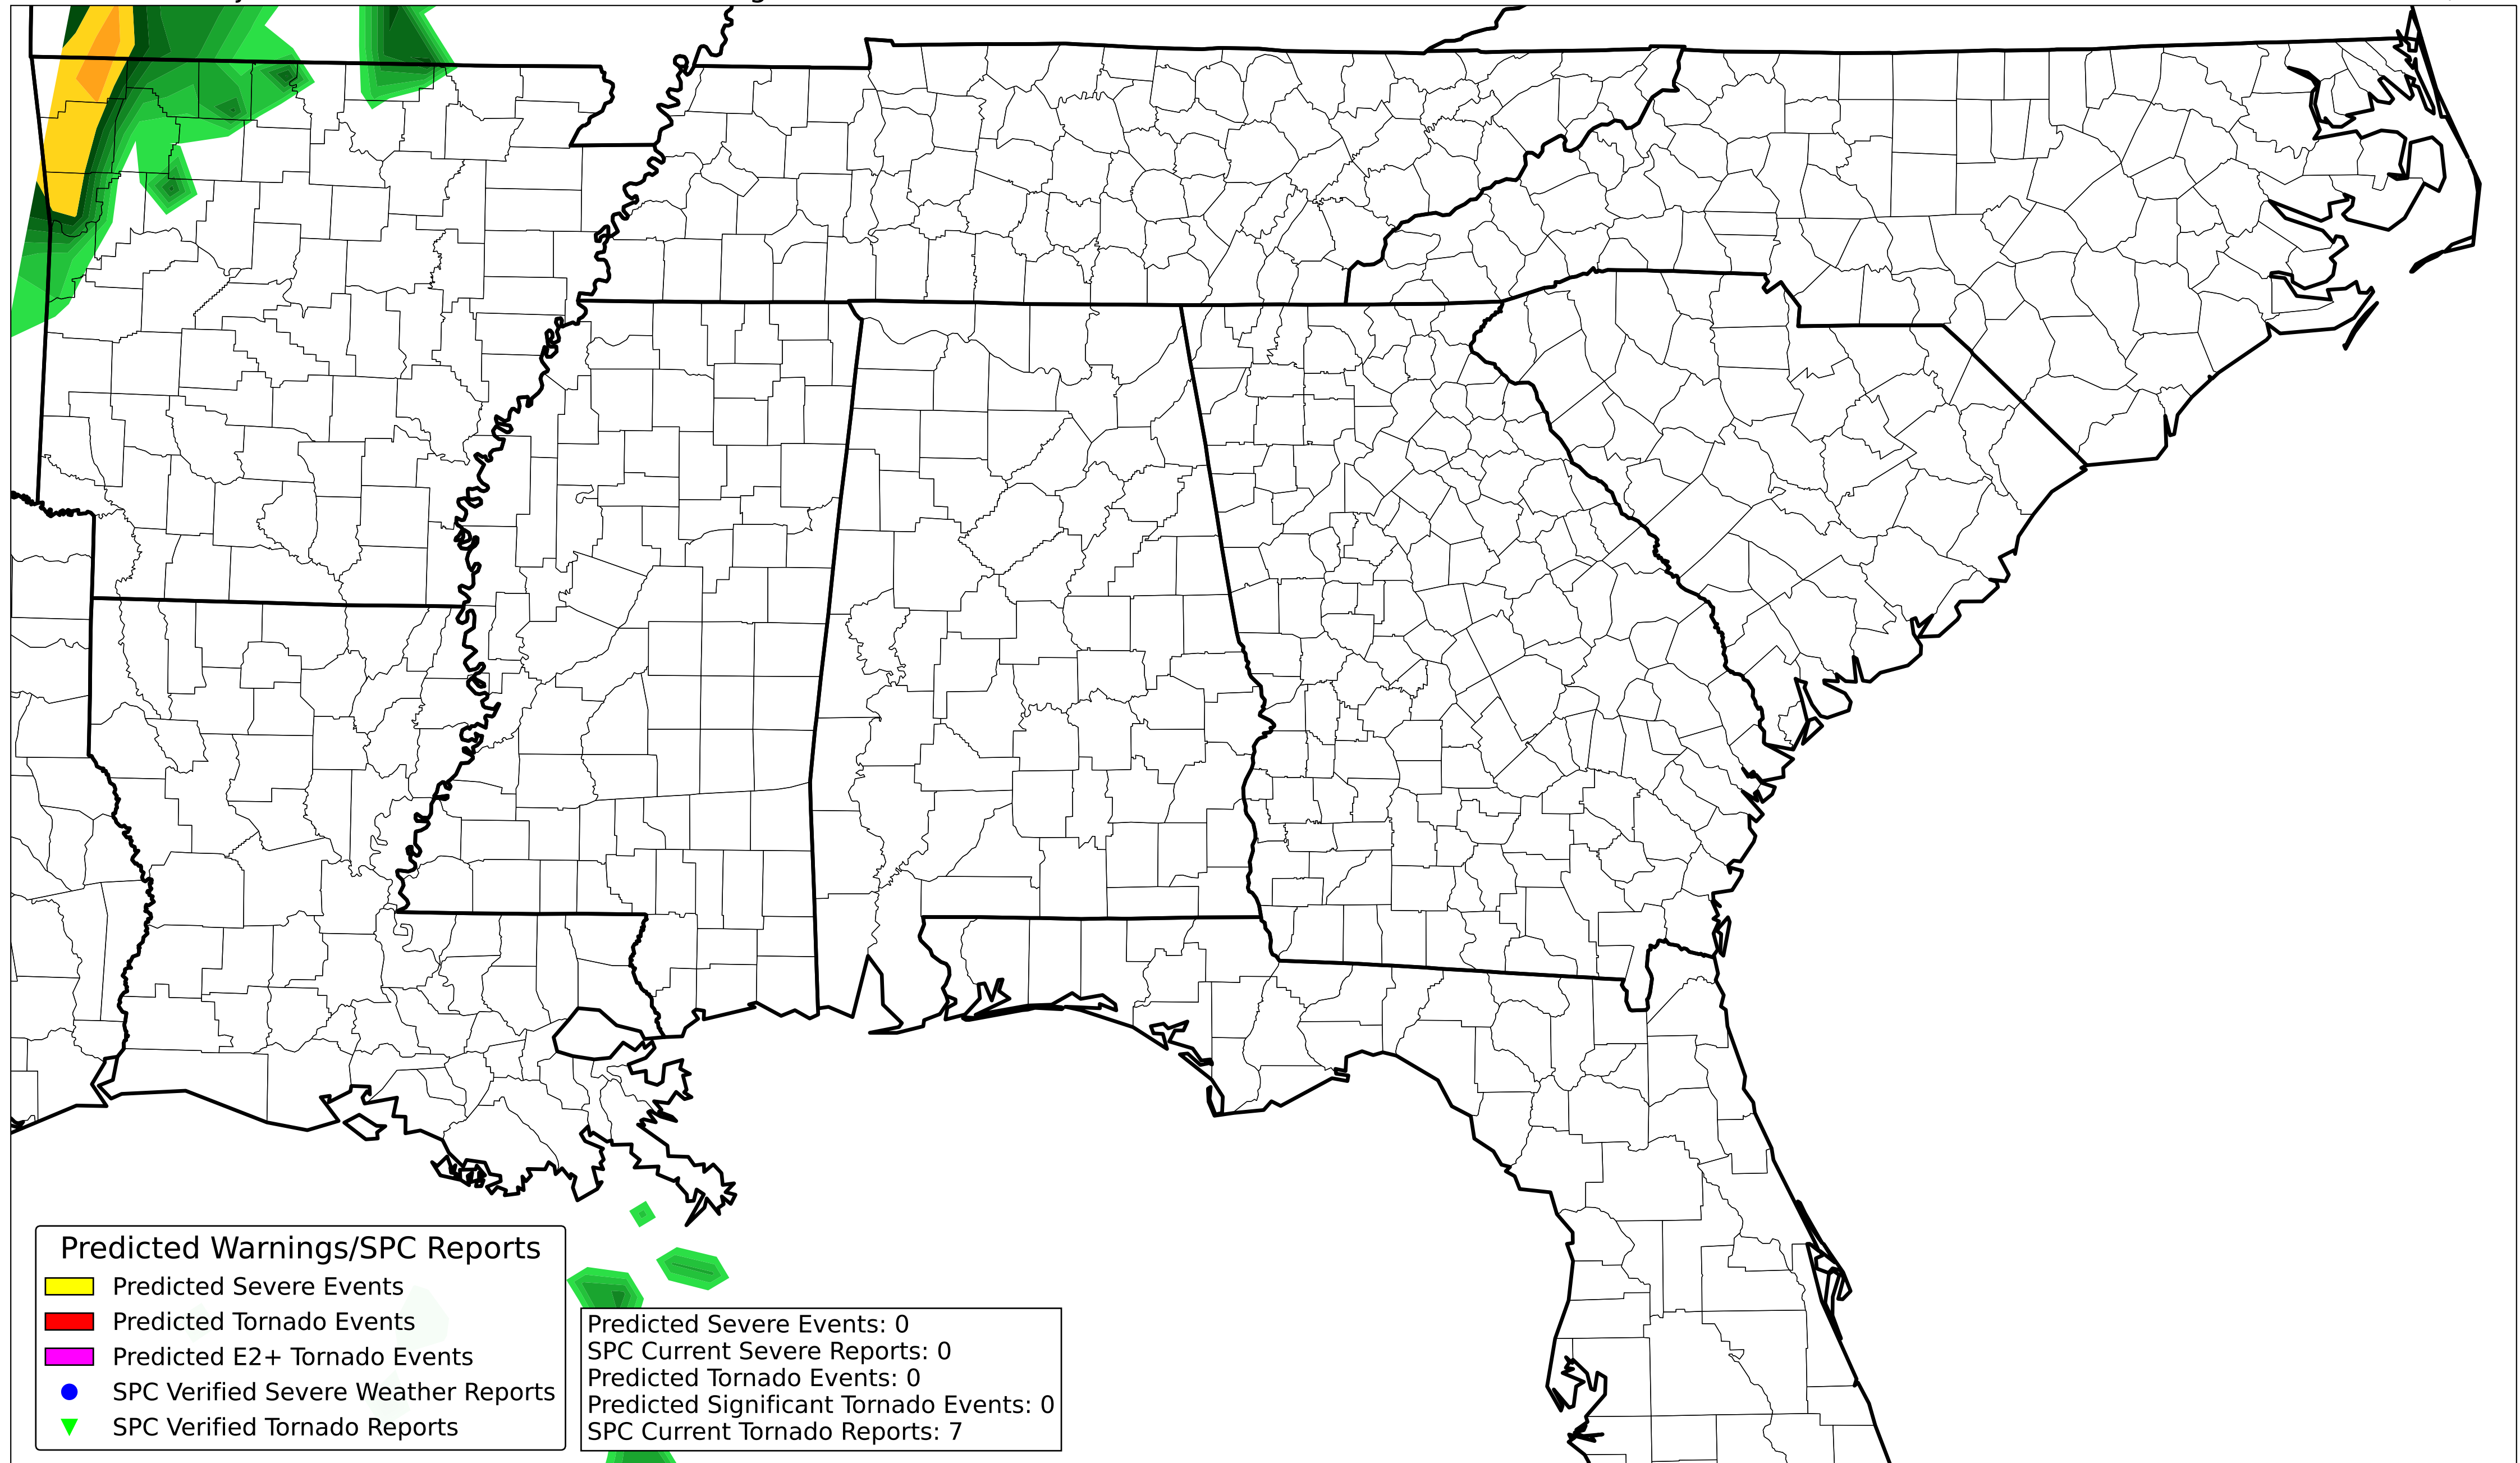 Predicted Warnings/SPC Reports
Predicted Severe Events
Predicted Tornado Events
Predicted E2+ Tornado Events
SPC Verified Severe Weather Reports
SPC Verified Tornado Reports
Predicted Severe Events: 0
SPC Current Severe Reports: 0
Predicted Tornado Events: 0
Predicted Significant Tornado Events: 0
SPC Current Tornado Reports: 7